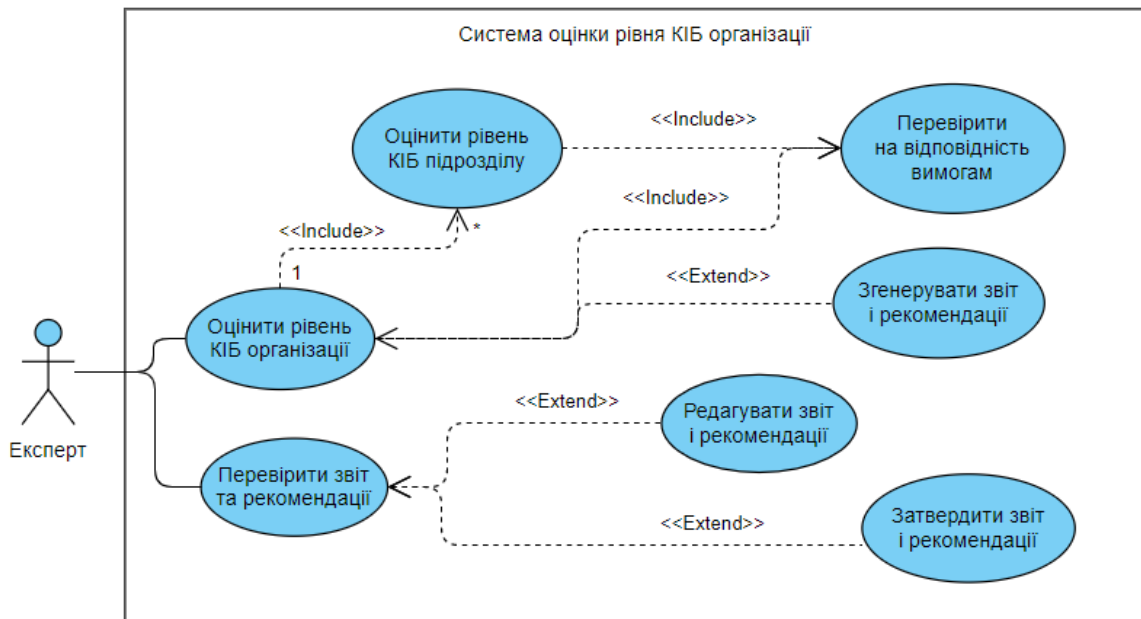 Система оцінки рівня КІБ організації
Оцінити рівень
КІБ підрозділу
<<Include>>
Перевірити
на відповідність
вимогам
<<Include>>
<<Include>>
*
1
<<Extend>>
Згенерувати звіт
і рекомендації
Оцінити рівень
КІБ організації
Експерт
<<Extend>>
Редагувати звіт
і рекомендації
Перевірити звіт
та рекомендації
<<Extend>>
Затвердити звіт
і рекомендації